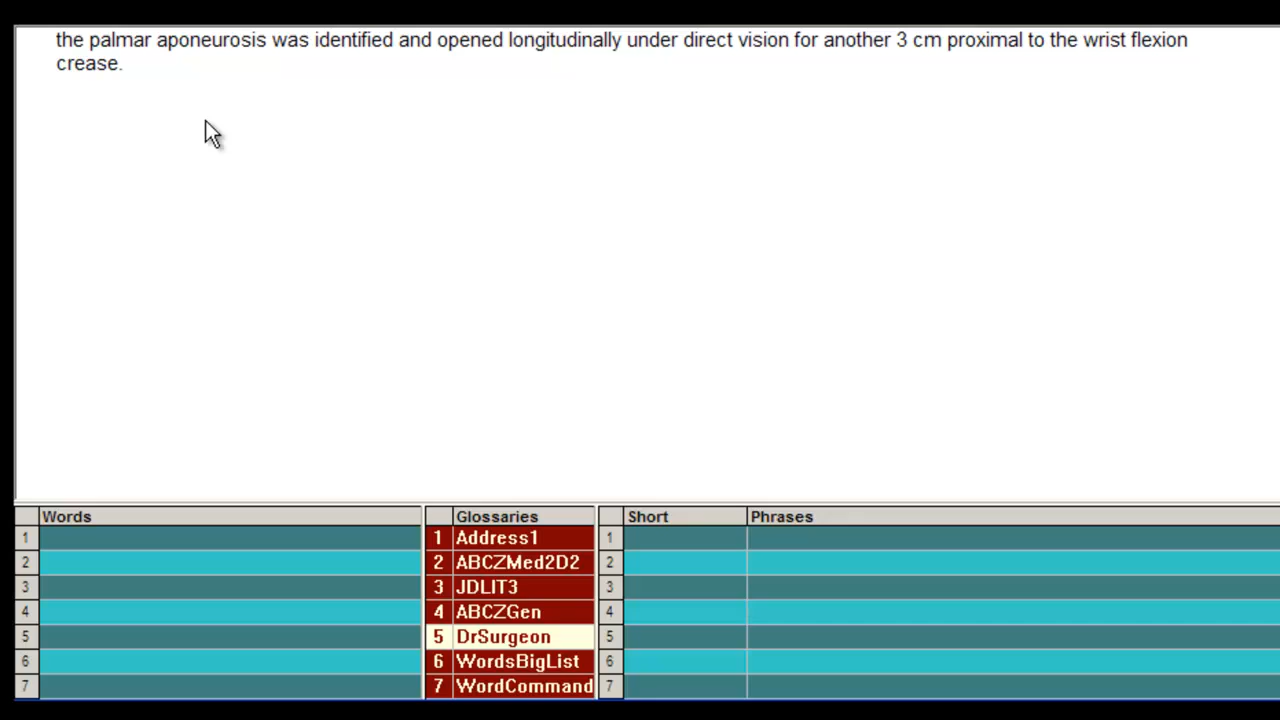 the palmar aponeurosis was identified and opened longitudinally under direct vision for another 3 cm proximal to the wrist flexion
crease.
Words Glossaries Short Phrases
1 1 Address1 1
2 2 ABCZMed2D2 2
3 3 JDLIT3 3
4 4 ABCZGen 4
5 5 DrSurgeon 5
6 6 WordsBigList 6
7 7 WordCommand 7